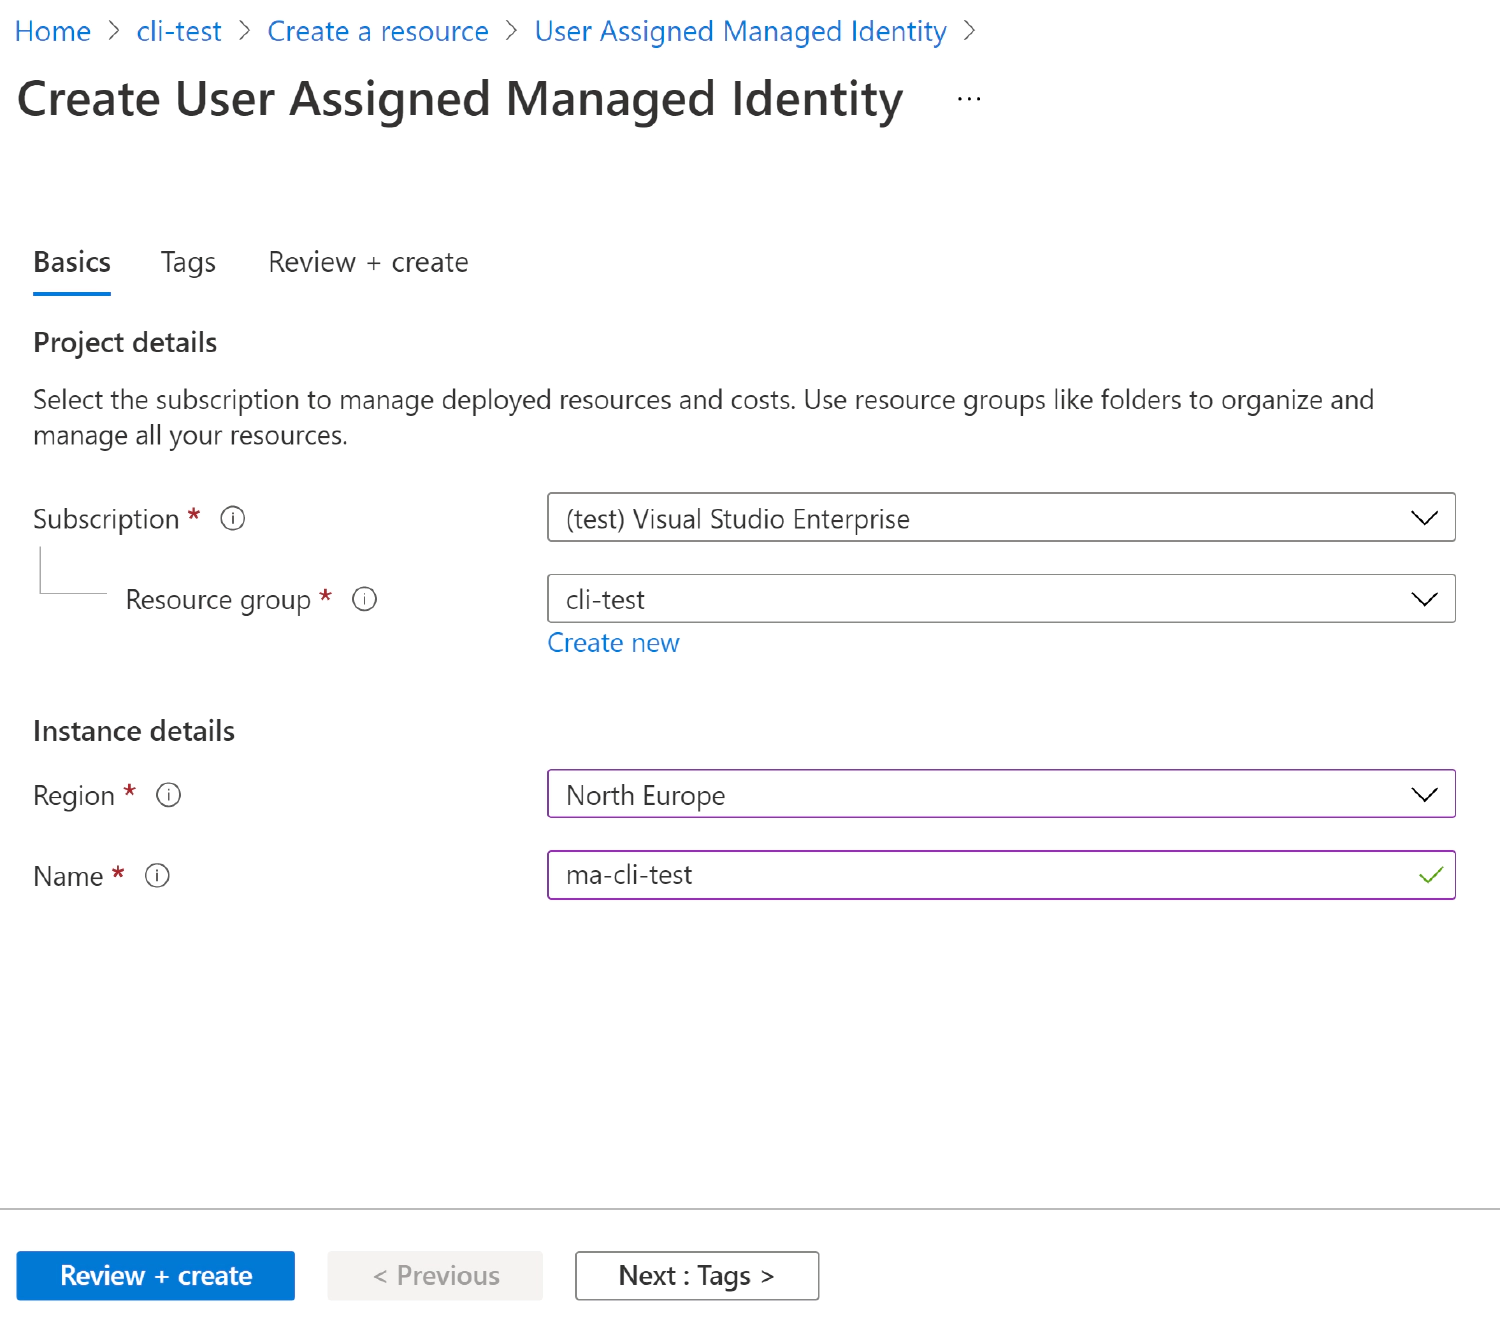 Home > cli-test > Create a resource > User Assigned Managed Identity >
Create User Assigned Managed Identity ...
Basics Tags Review + create
Project details
Select the subscription to manage deployed resources and costs. Use resource groups like folders to organize and
manage all your resources.
Subscription * (test) Visual Studio Enterprise
Resource group * cli-test
Create new
Instance details
Region * North Europe
Name * ma-cli-test
Review + create < Previous Next : Tags >